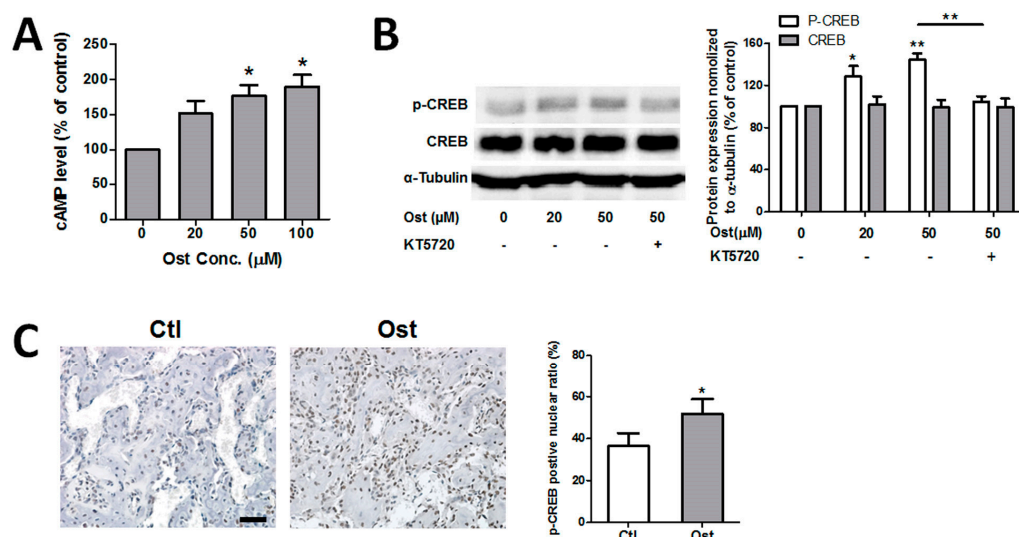 A
cAMP level (% of control)
250
200
150
100
50
0
* *
0 20 50 100
Ost Conc. (µM)
B
p-CREB
CREB
α-Tubulin
Ost (µM) 0 20 50 50
KT5720 - - - +
Protein expression nomolized
to α-tubulin (% of control)
P-CREB
CREB
**
160
120
80
40
0
* **
Ost(µM) 0 20 50 50
KT5720 - - - +
C
Ctl Ost
p-CREB postive nuclear ratio (%)
80
60
40
20
0
*
Ctl Ost